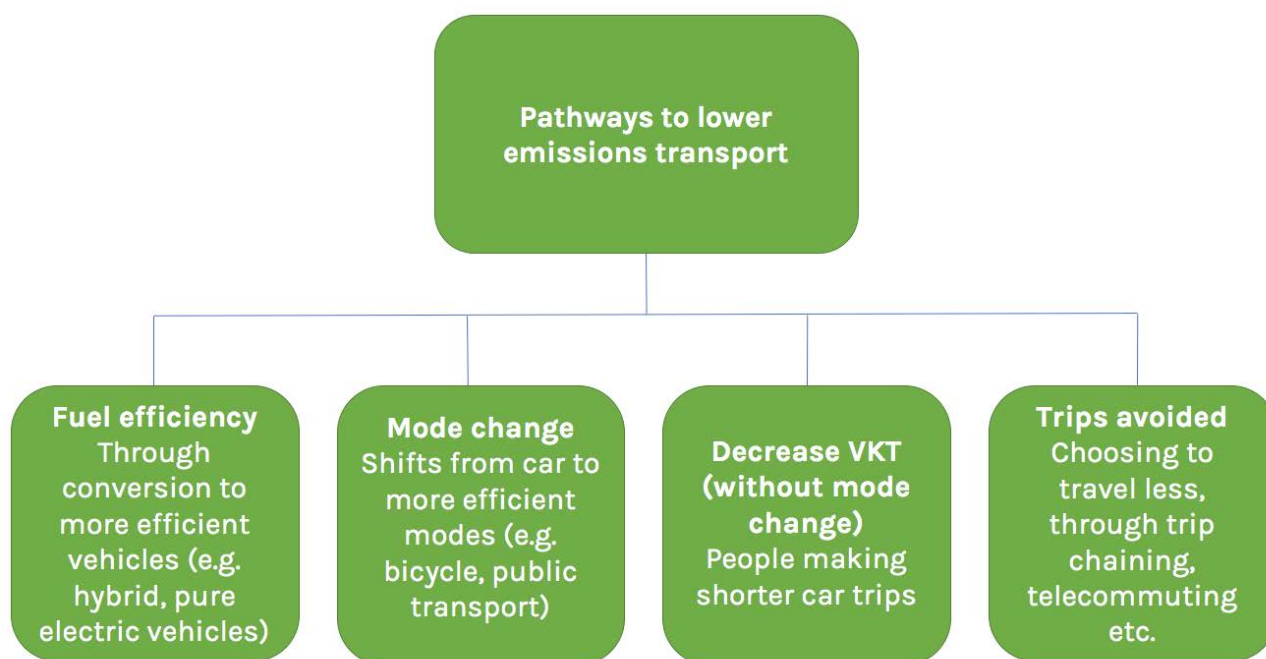 Pathways to lower
emissions transport
Fuel efficiency
Through
conversion to
more efficient
vehicles (e.g.
hybrid, pure
electric vehicles)
Mode change
Shifts from car to
more efficient
modes (e.g.
bicycle, public
transport)
Decrease VKT
(without mode
change)
People making
shorter car trips
Trips avoided
Choosing to
travel less,
through trip
chaining,
telecommuting
etc.